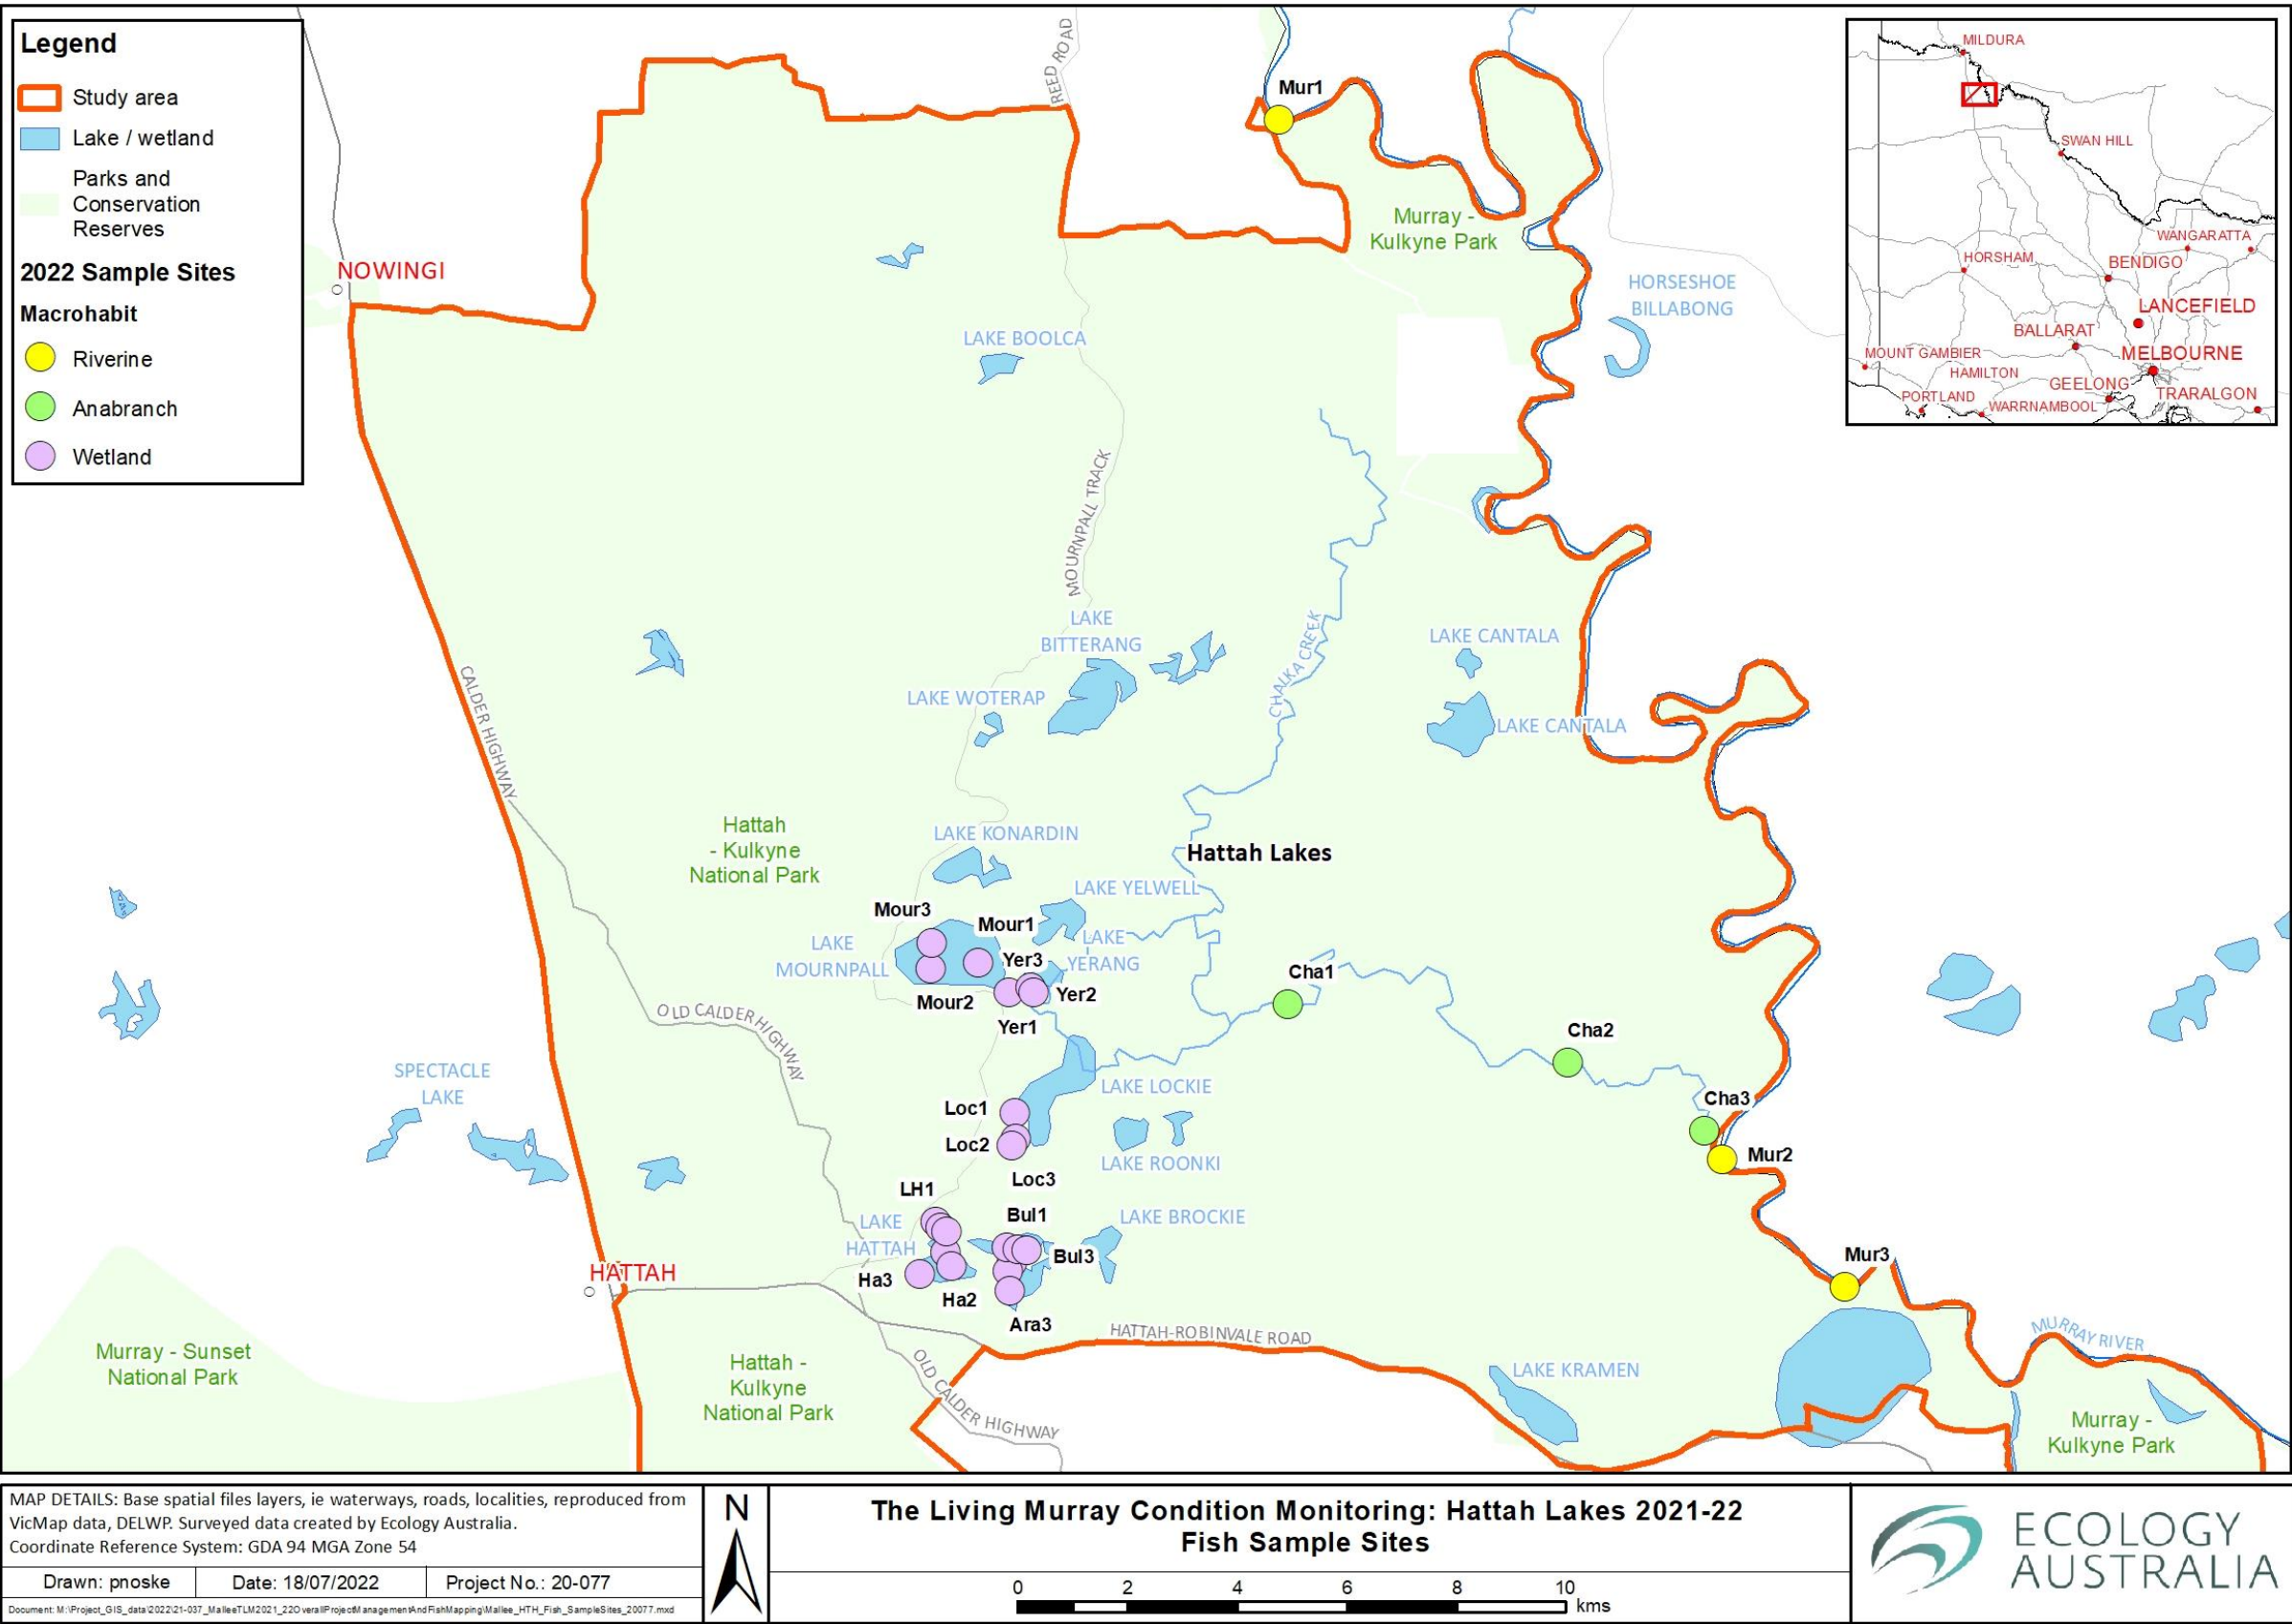 Legend
Study area
Lake / wetland
Parks and
Conservation
Reserves
2022 Sample Sites
Macrohabit
Riverine
Anabranch
Wetland
REED ROAD
Mur1
Murray -
Kulkyne Park
NOWINGI
HORSESHOE
BILLABONG
LAKE BOOLCA
MOURNPALL TRACK
MILDURA
SWAN HILL
WANGARATTA
HORSHAM
BENDIGO
LANCEFIELD
BALLARAT
MOUNT GAMBIER
MELBOURNE
HAMILTON
GEELONG
PORTLAND
TRARALGON
WARRNAMBOOL
LAKE
BITTERANG
CHALKA CREEK
LAKE CANTALA
LAKE WOTERAP
LAKE CANTALA
CALDER HIGHWAY
Hattah
- Kulkyne
National Park
LAKE KONARDIN
Hattah Lakes
LAKE YELWELL
Mour3
Mour1
LAKE
MOURNPALL
LAKE
YERANG
Yer3
Cha1
Mour2
Yer2
Yer1
OLD CALDER HIGHWAY
Cha2
SPECTACLE
LAKE
LAKE LOCKIE
Cha3
Loc1
Loc2
Mur2
LAKE ROONKI
Loc3
LH1
Bul1
LAKE BROCKIE
LAKE
HATTAH
Bul3
Mur3
HATTAH
Ha3
Ha2
Ara3
HATTAH-ROBINVALE ROAD
MURRAY RIVER
Murray - Sunset
National Park
Hattah -
Kulkyne
National Park
OLD CALDER HIGHWAY
LAKE KRAMEN
Murray -
Kulkyne Park
MAP DETAILS: Base spatial files layers, ie waterways, roads, localities, reproduced from
VicMap data, DELWP. Surveyed data created by Ecology Australia.
Coordinate Reference System: GDA 94 MGA Zone 54
Drawn: pnoske
Date: 18/07/2022
Project No.: 20-077
Document: M:\Project_GIS_data\2022\21-037_MalleeTLM2021_22OverallProjectManagementAndFishMapping\Mallee_HTH_Fish_SampleSites_20077.mxd
N
The Living Murray Condition Monitoring: Hattah Lakes 2021-22
Fish Sample Sites
0 2 4 6 8 10
kms
ECOLOGY
AUSTRALIA